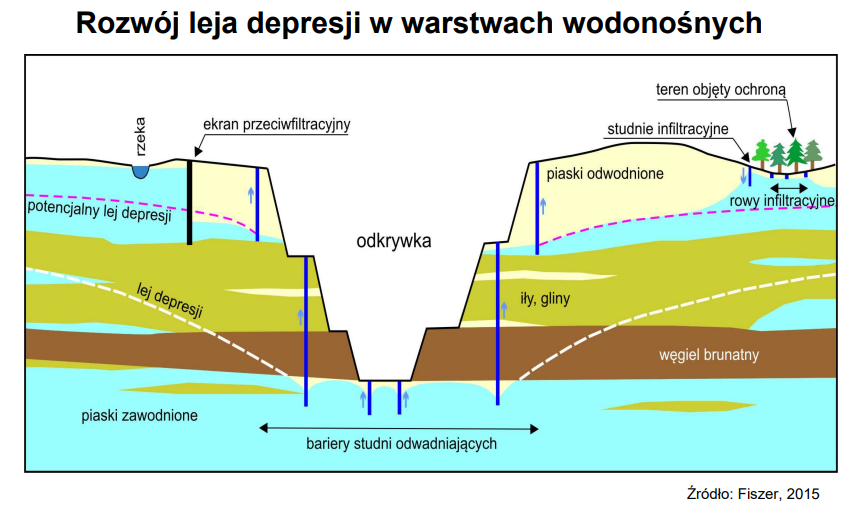 Rozwój leja depresji w warstwach wodonośnych
teren objęty ochroną
rzeka
ekran przeciwfiltracyjny
studnie infiltracyjne
piaski odwodnione
potencjalny lej depresji
rowy infiltracyjne
odkrywka
lej depresji
iły, gliny
węgiel brunatny
piaski zawodnione
bariery studni odwadniających
Źródło: Fiszer, 2015